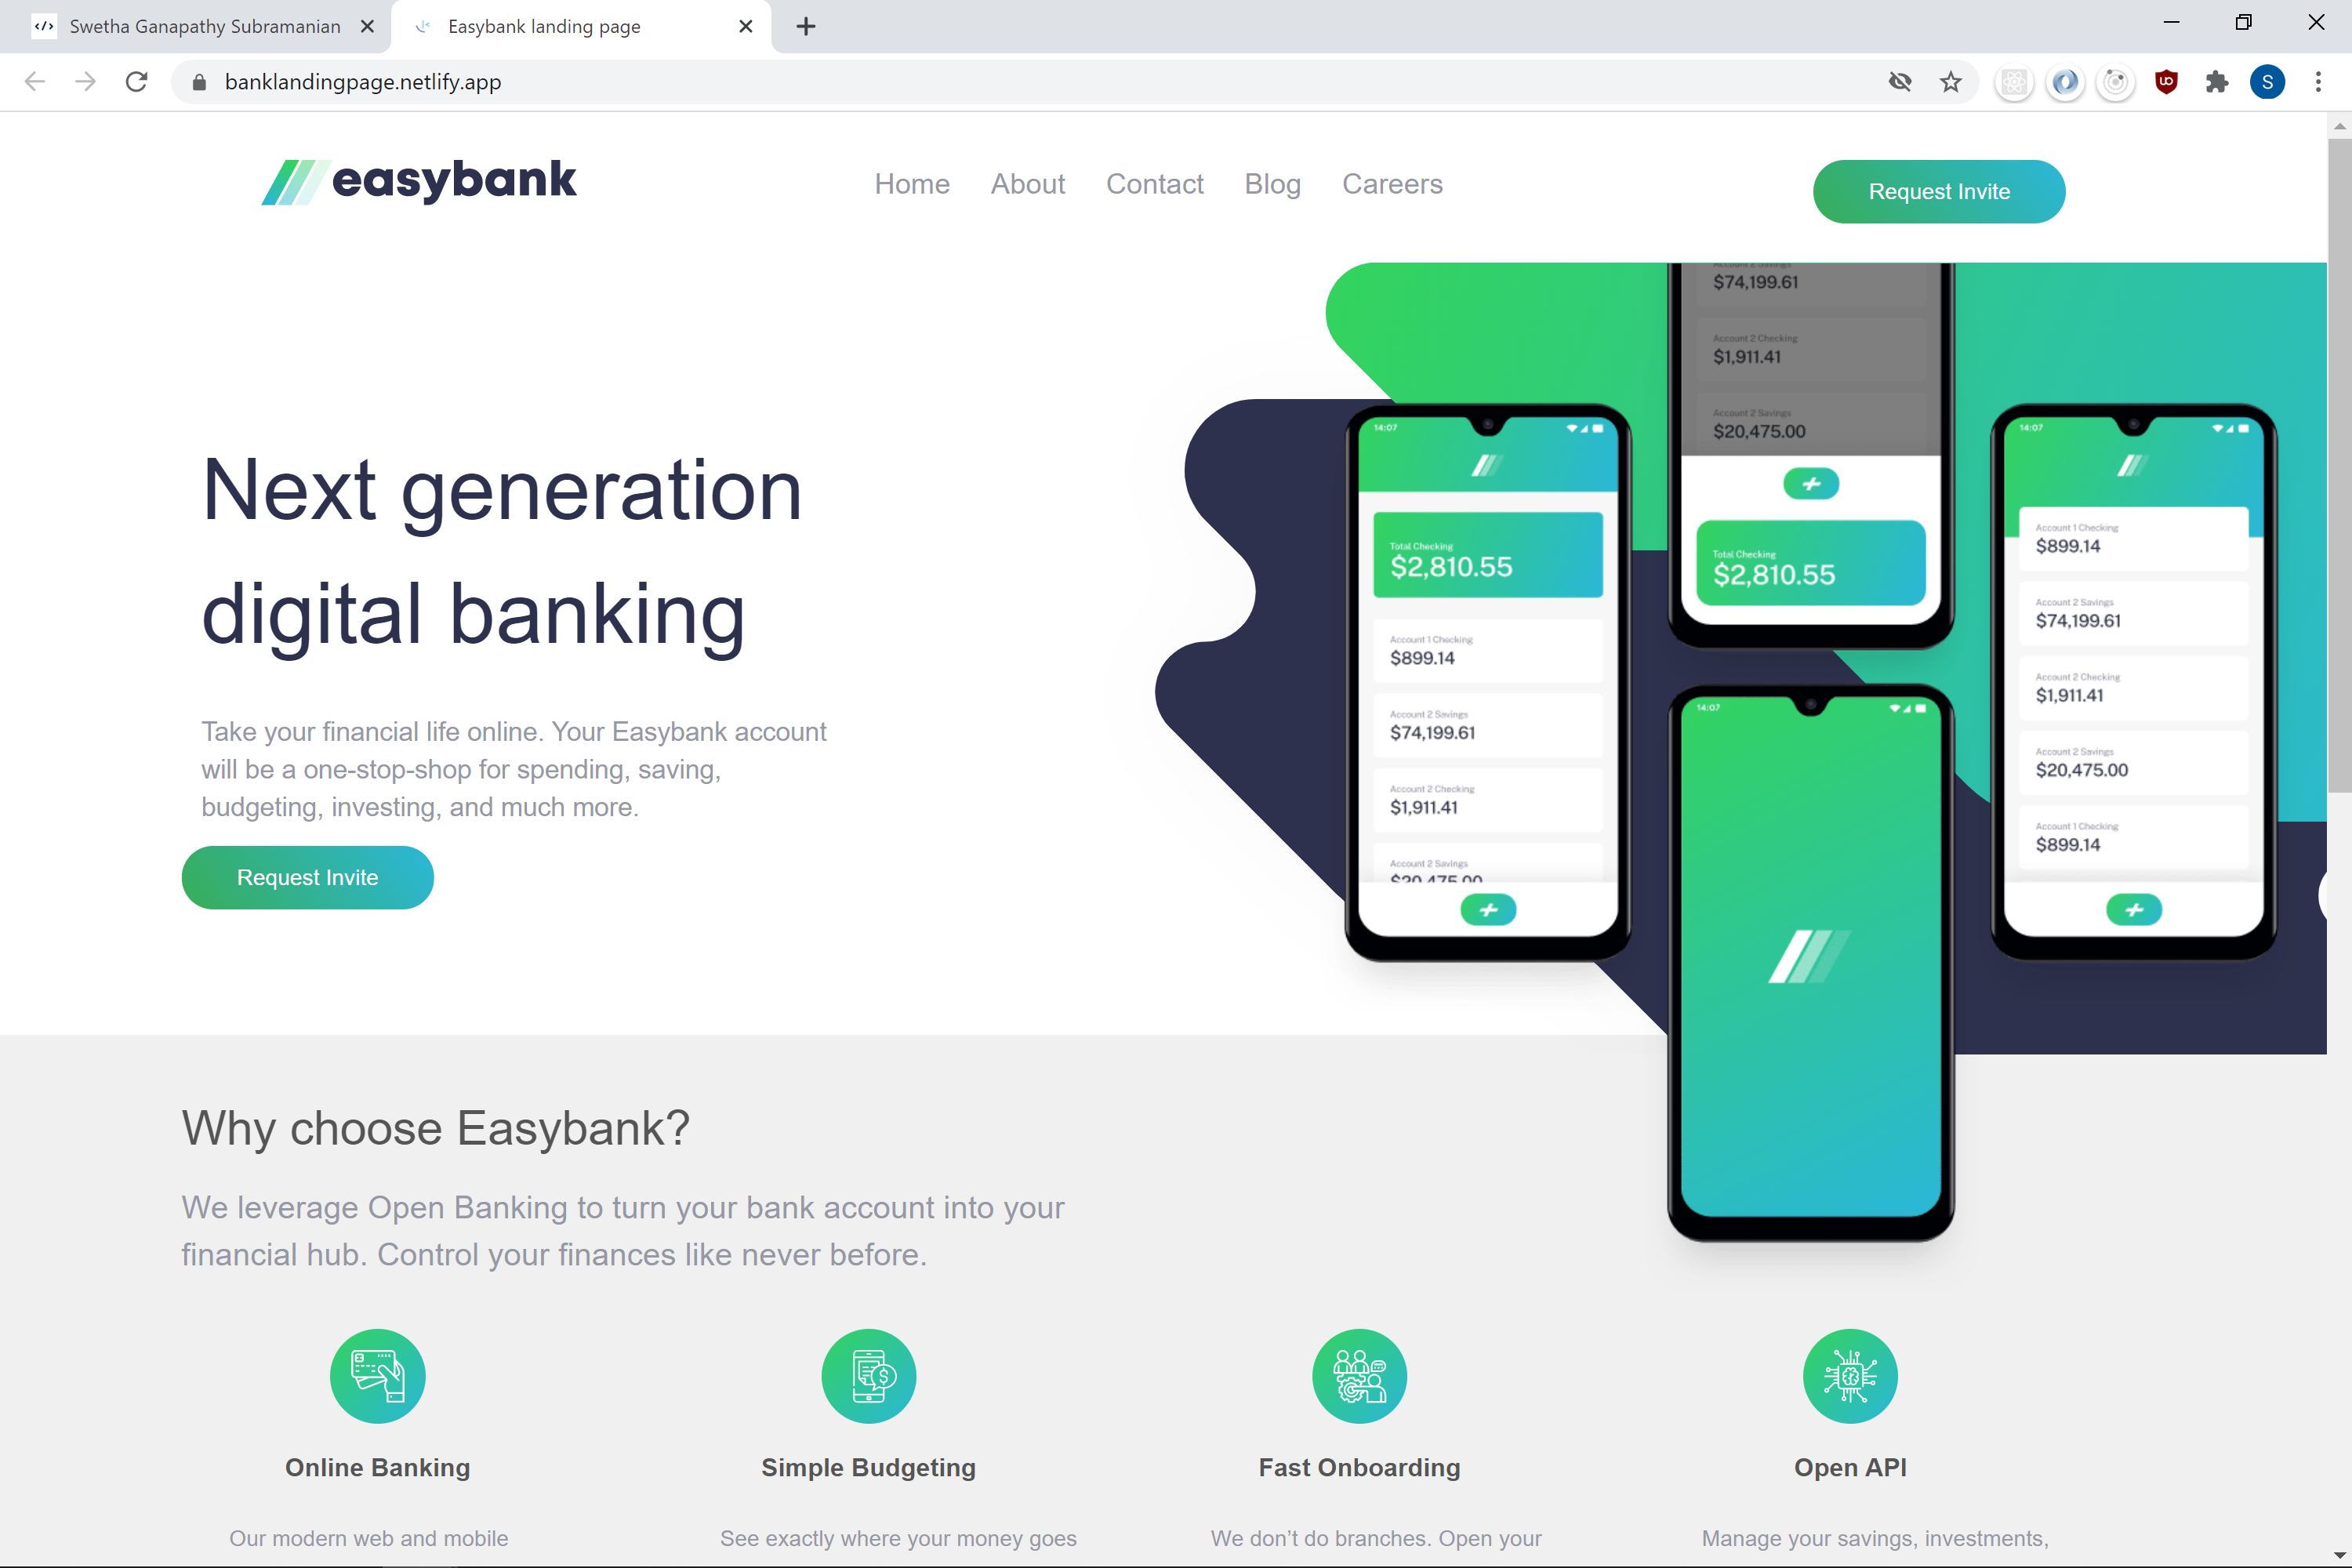 Swetha Ganapathy Subramanian
Easybank landing page
banklandingpage.netlify.app
S
easybank
Home
About
Contact
Blog
Careers
Request Invite
Next generation
digital banking
Take your financial life online. Your Easybank account
will be a one-stop-shop for spending, saving,
budgeting, investing, and much more.
Request Invite
14:07
Total Checking
$2,810.55
Account 1 Checking
$899.14
Account 2 Savings
$74,199.61
Account 2 Checking
$1,911.41
Account 2 Savings
$20,475.00
Account 2 Savings
$74,199.61
Account 2 Checking
$1,911.41
Account 2 Savings
$20,475.00
Total Checking
$2,810.55
14:07
14:07
Account 1 Checking
$899.14
Account 2 Savings
$74,199.61
Account 2 Checking
$1,911.41
Account 2 Savings
$20,475.00
Account 1 Checking
$899.14
Why choose Easybank?
We leverage Open Banking to turn your bank account into your
financial hub. Control your finances like never before.
Online Banking
Our modern web and mobile
Simple Budgeting
See exactly where your money goes
Fast Onboarding
We don’t do branches. Open your
Open API
Manage your savings, investments,